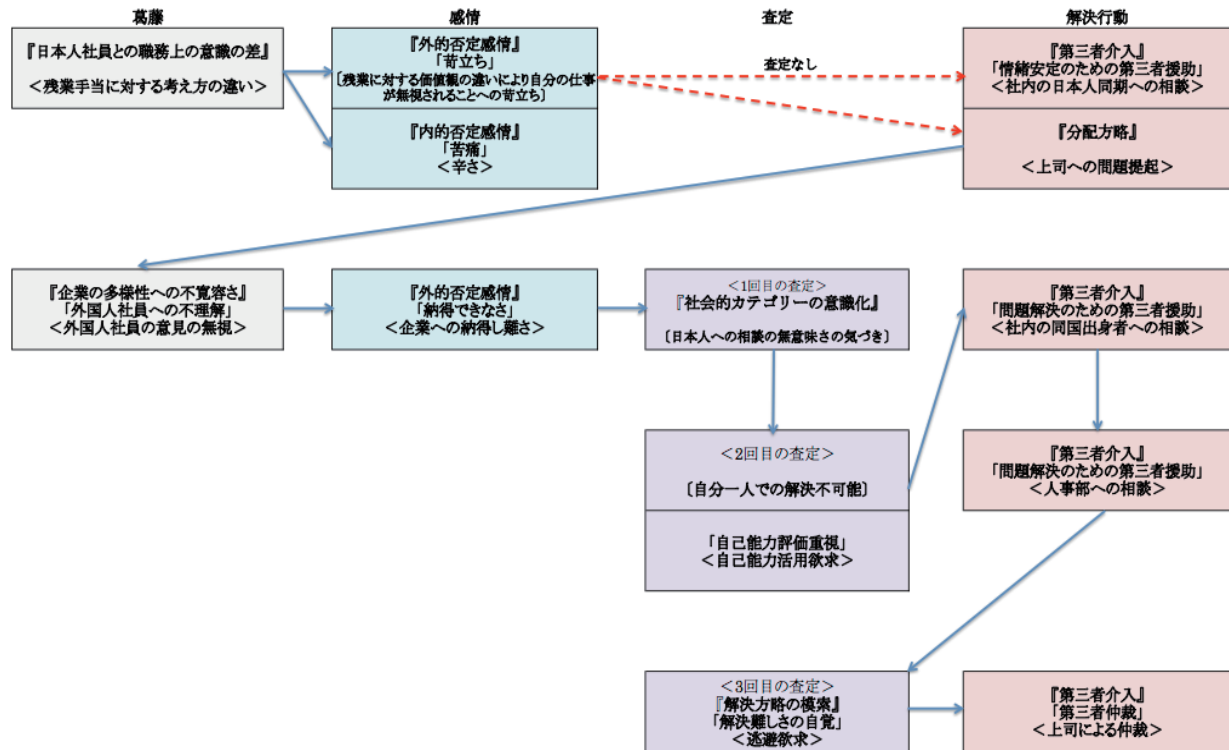 葛藤
感情
査定
解決行動
『日本人社員との職務上の意識の差』
＜残業手当に対する考え方の違い＞
『外的否定感情』
「苛立ち」
〔残業に対する価値観の違いにより自分の仕事
が無視されることへの苛立ち〕
『内的否定感情』
「苦痛」
＜辛さ＞
査定なし
『第三者介入』
「情緒安定のための第三者援助」
＜社内の日本人同期への相談＞
『分配方略』
＜上司への問題提起＞
『企業の多様性への不寛容さ』
「外国人社員への不理解」
＜外国人社員の意見の無視＞
『外的否定感情』
「納得できなさ」
＜企業への納得し難さ＞
＜1回目の査定＞
『社会的カテゴリーの意識化』
〔日本人への相談の無意味さの気づき〕
『第三者介入』
「問題解決のための第三者援助」
＜社内の同国出身者への相談＞
＜2回目の査定＞
〔自分一人での解決不可能〕
「自己能力評価重視」
＜自己能力活用欲求＞
『第三者介入』
「問題解決のための第三者援助」
＜人事部への相談＞
＜3回目の査定＞
『解決方略の模索』
「解決難しさの自覚」
＜逃避欲求＞
『第三者介入』
「第三者仲裁」
＜上司による仲裁＞